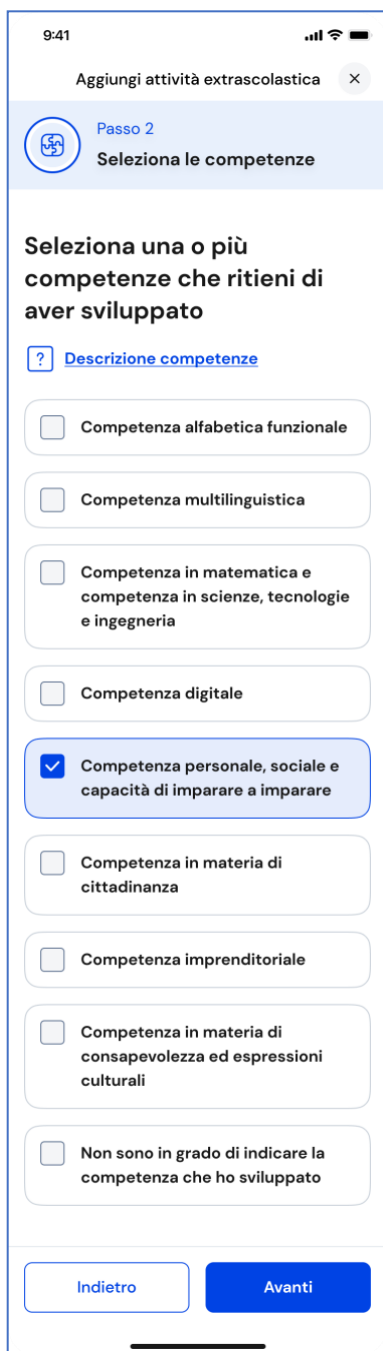 9:41
Aggiungi attività extrascolastica
Passo 2
Seleziona le competenze
Seleziona una o più
competenze che ritieni di
aver sviluppato
? Descrizione competenze
Competenza alfabetica funzionale
Competenza multilinguistica
Competenza in matematica e
competenza in scienze, tecnologie
e ingegneria
Competenza digitale
Competenza personale, sociale e
capacità di imparare a imparare
Competenza in materia di
cittadinanza
Competenza imprenditoriale
Competenza in materia di
consapevolezza ed espressioni
culturali
Non sono in grado di indicare la
competenza che ho sviluppato
Indietro
Avanti